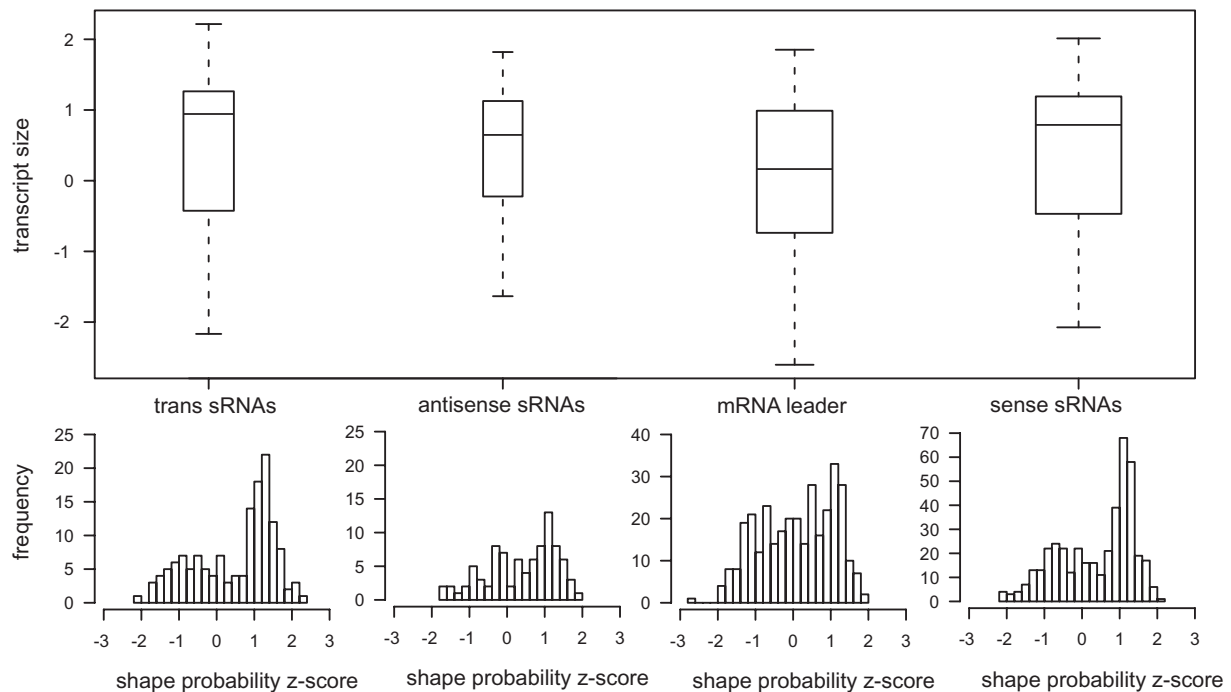 transcript size
2
1
0
-1
-2
trans sRNAs
antisense sRNAs
mRNA leader
sense sRNAs
frequency
25
20
15
10
5
0
-3 -2 -1 0 1 2 3
shape probability z-score
25
20
15
10
5
0
-3 -2 -1 0 1 2 3
shape probability z-score
40
30
20
10
0
-3 -2 -1 0 1 2 3
shape probability z-score
70
60
50
40
30
20
10
0
-3 -2 -1 0 1 2 3
shape probability z-score